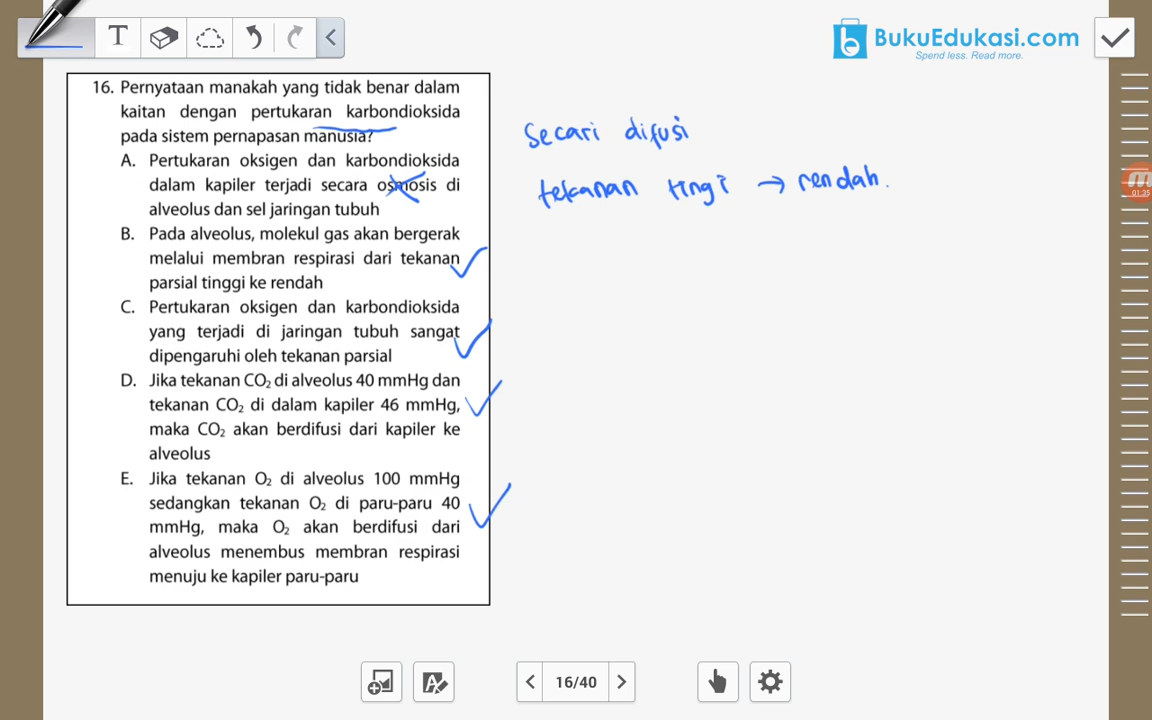 T
BukuEdukasi.com
Spend less. Read more.
16. Pernyataan manakah yang tidak benar dalam
kaitan dengan pertukaran karbondioksida
pada sistem pernapasan manusia?
A. Pertukaran oksigen dan karbondioksida
dalam kapiler terjadi secara osmosis di
alveolus dan sel jaringan tubuh
B. Pada alveolus, molekul gas akan bergerak
melalui membran respirasi dari tekanan
parsial tinggi ke rendah
C. Pertukaran oksigen dan karbondioksida
yang terjadi di jaringan tubuh sangat
dipengaruhi oleh tekanan parsial
D. Jika tekanan CO₂ di alveolus 40 mmHg dan
tekanan CO₂ di dalam kapiler 46 mmHg,
maka CO₂ akan berdifusi dari kapiler ke
alveolus
E. Jika tekanan O₂ di alveolus 100 mmHg
sedangkan tekanan O₂ di paru-paru 40
mmHg, maka O₂ akan berdifusi dari
alveolus menembus membran respirasi
menuju ke kapiler paru-paru
Secari difusi
tekanan tinggi → rendah.
01:35
16/40